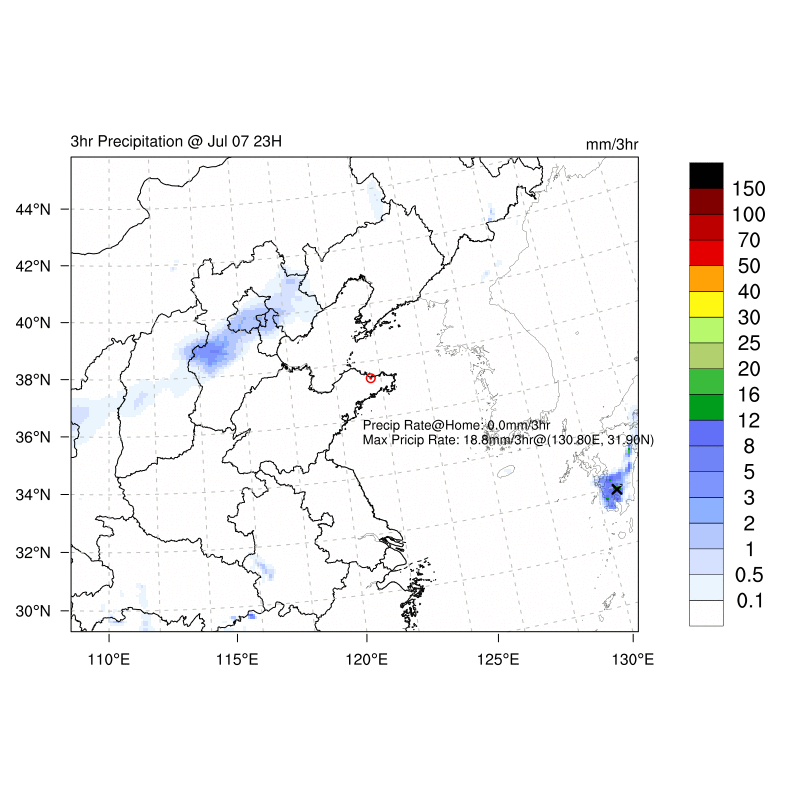 3hr Precipitation @ Jul 07 23H
mm/3hr
44°N
42°N
40°N
38°N
36°N
34°N
32°N
30°N
110°E
115°E
120°E
125°E
130°E
Precip Rate@Home: 0.0mm/3hr
Max Pricip Rate: 18.8mm/3hr@(130.80E, 31.90N)
150
100
70
50
40
30
25
20
16
12
8
5
3
2
1
0.5
0.1